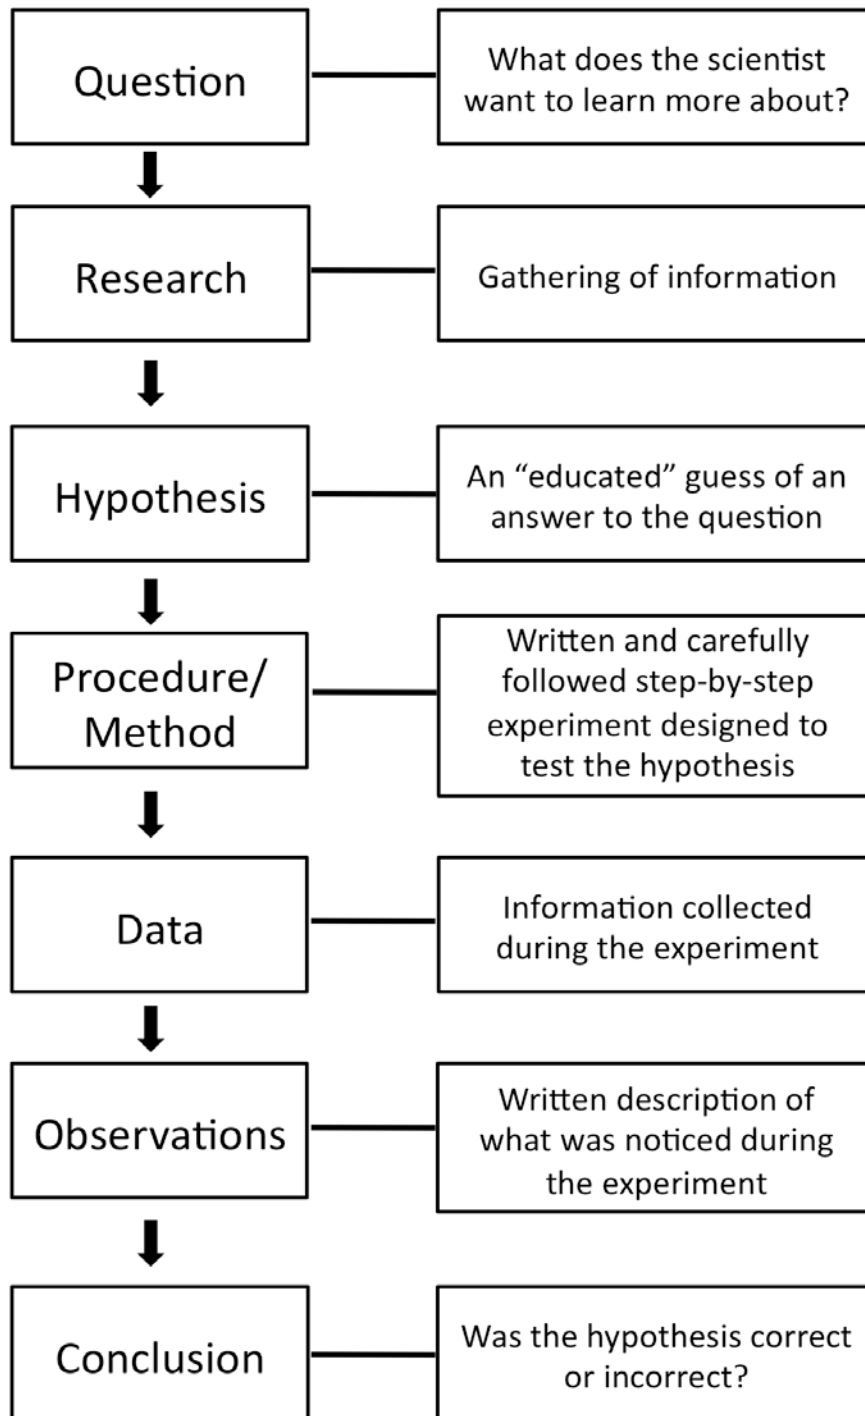 Question
What does the scientist
want to learn more about?
Research
Gathering of information
Hypothesis
An “educated” guess of an
answer to the question
Procedure/
Method
Written and carefully
followed step-by-step
experiment designed to
test the hypothesis
Data
Information collected
during the experiment
Observations
Written description of
what was noticed during
the experiment
Conclusion
Was the hypothesis correct
or incorrect?